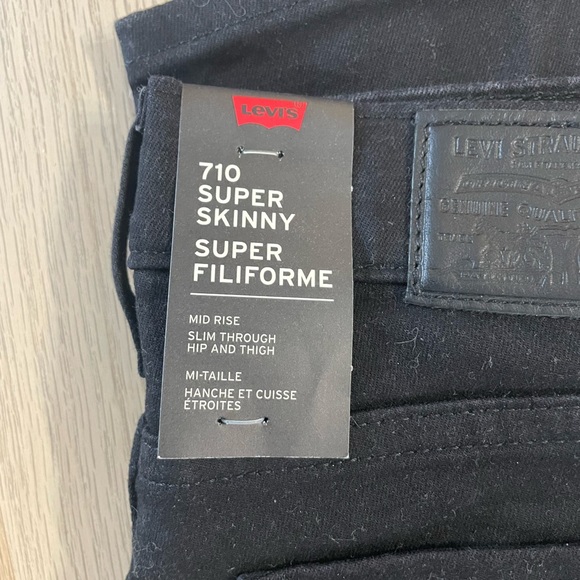 Levi's
710
SUPER
SKINNY
SUPER
FILIFORME
MID RISE
SLIM THROUGH
HIP AND THIGH
MI-TAILLE
HANCHE ET CUISSE
ÉTROITES
LEVI STRAU